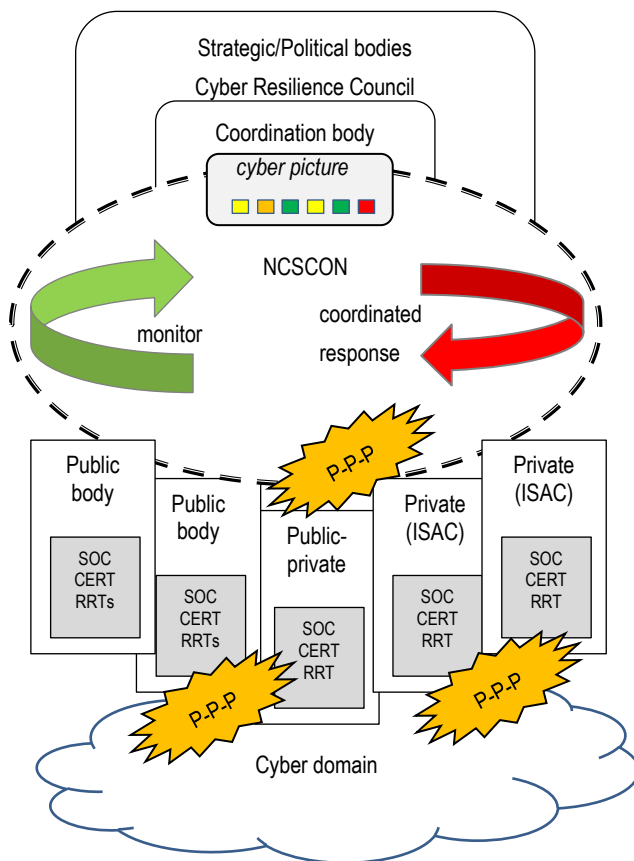 Strategic/Political bodies
Cyber Resilience Council
Coordination body
cyber picture
NCSCON
monitor
coordinated
response
P-P-P
Public
body
SOC
CERT
RRTs
Public
body
SOC
CERT
RRTs
Public-
private
SOC
CERT
RRT
Private
(ISAC)
SOC
CERT
RRT
Private
(ISAC)
SOC
CERT
RRT
P-P-P
P-P-P
Cyber domain